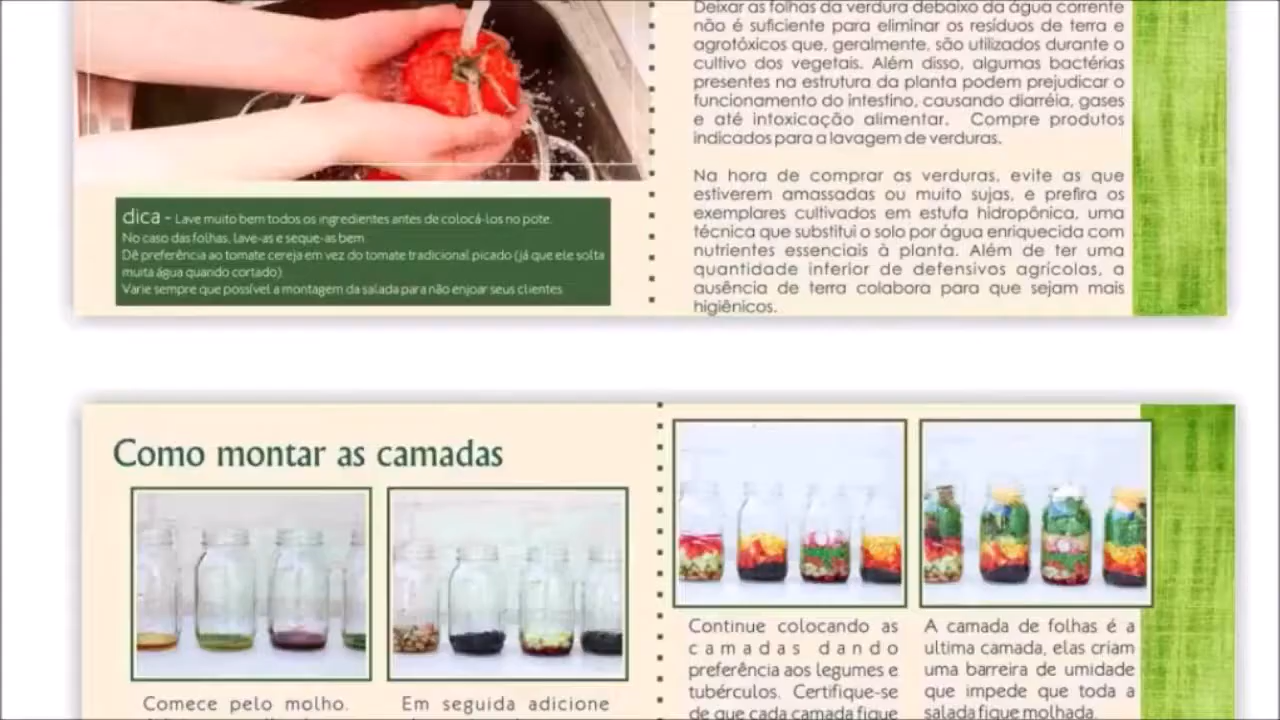 Deixar as folhas da verdura debaixo da água corrente
não é suficiente para eliminar os resíduos de terra e
agrotóxicos que, geralmente, são utilizados durante o
cultivo dos vegetais. Além disso, algumas bactérias
presentes na estrutura da planta podem prejudicar o
funcionamento do intestino, causando diarréia, gases
e até intoxicação alimentar. Compre produtos
indicados para a lavagem de verduras.
Na hora de comprar as verduras, evite as que
estiverem amassadas ou muito sujas, e prefira os
exemplares cultivados em estufa hidropônica, uma
técnica que substitui o solo por água enriquecida com
nutrientes essenciais à planta. Além de ter uma
quantidade inferior de defensivos agrícolas, a
ausência de terra colabora para que sejam mais
higiênicos.
dica - Lave muito bem todos os ingredientes antes de colocá-los no pote.
No caso das folhas, lave-as e seque-as bem
Dê preferência ao tomate cereja em vez do tomate tradicional picado (já que ele solta
muita água quando cortado)
Varie sempre que possível a montagem da salada para não enjoar seus clientes
Como montar as camadas
Comece pelo molho.
Em seguida adicione
Continue colocando as
camadas dando
preferência aos legumes e
tubérculos. Certifique-se
de que cada camada fique
A camada de folhas é a
ultima camada, elas criam
uma barreira de umidade
que impede que toda a
salada fique molhada.